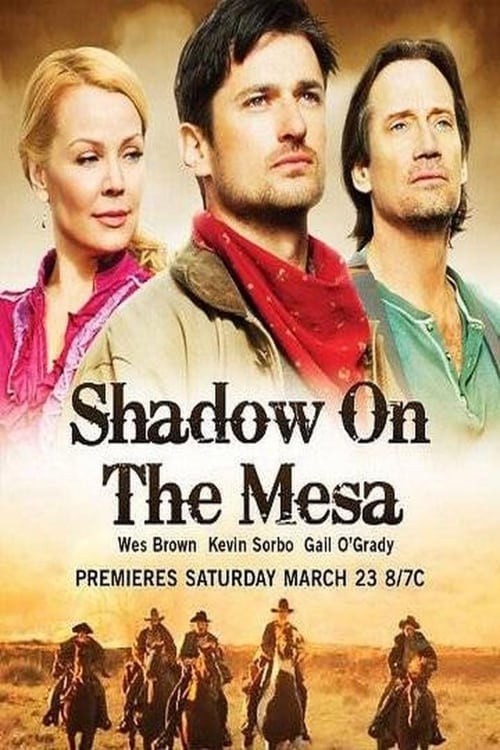 Shadow On
The Mesa
Wes Brown Kevin Sorbo Gail O'Grady
PREMIERES SATURDAY MARCH 23 8/7C